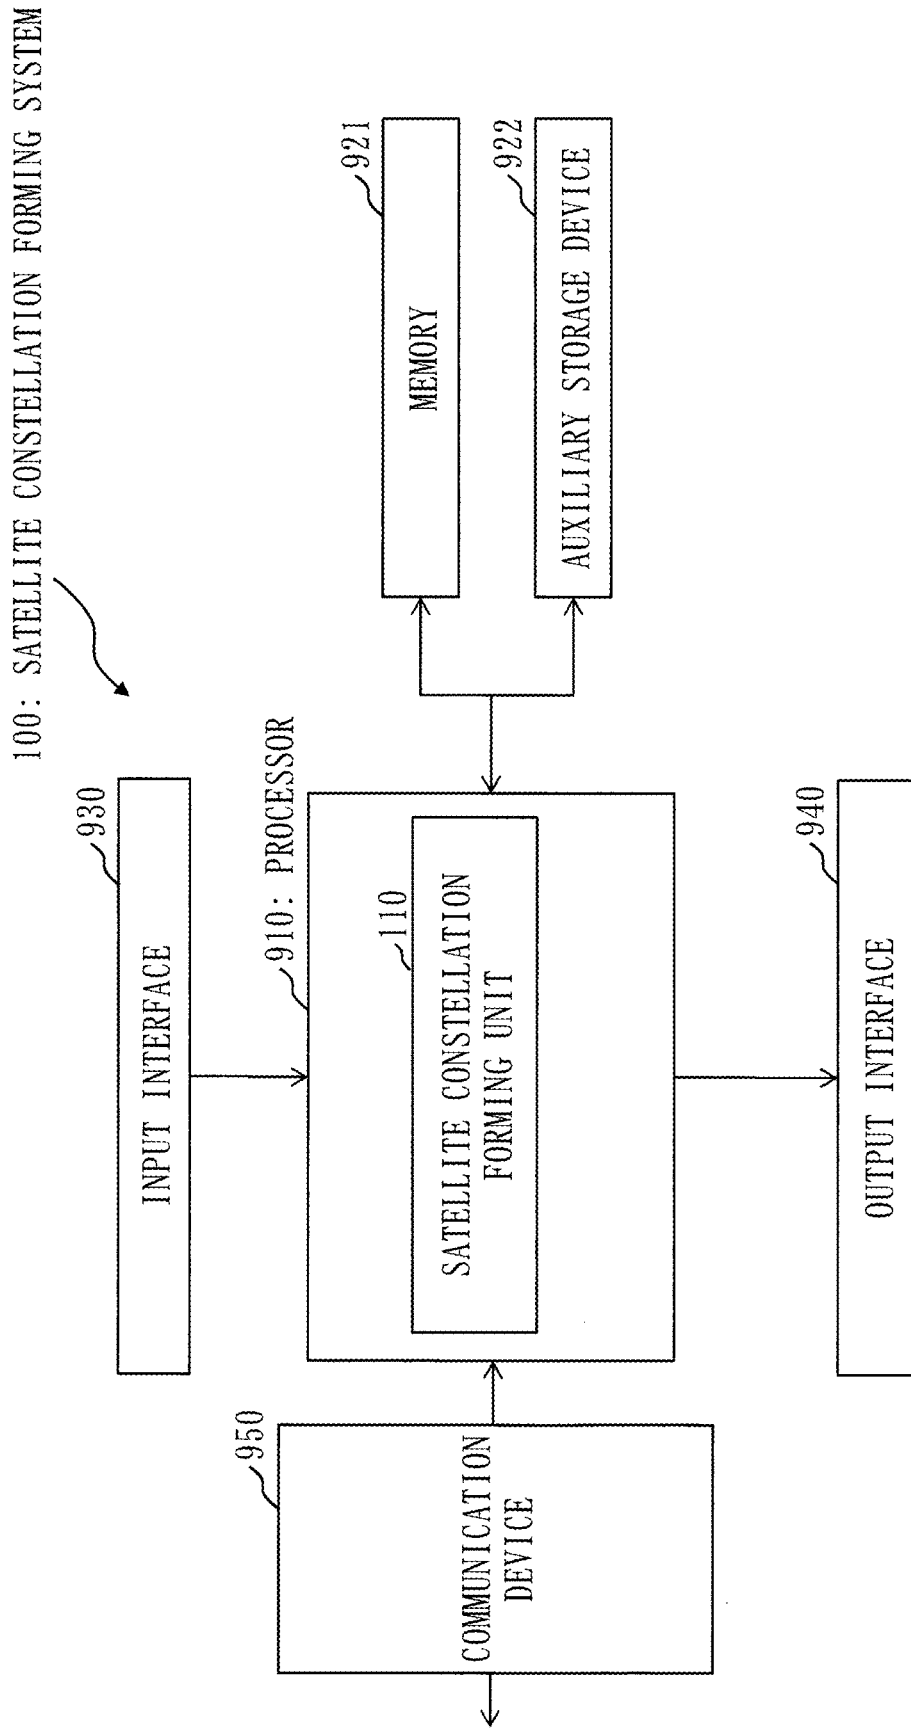 100: SATELLITE CONSTELLATION FORMING SYSTEM
930
INPUT INTERFACE
910: PROCESSOR
110
SATELLITE CONSTELLATION
FORMING UNIT
921
MEMORY
922
AUXILIARY STORAGE DEVICE
950
COMMUNICATION
DEVICE
940
OUTPUT INTERFACE